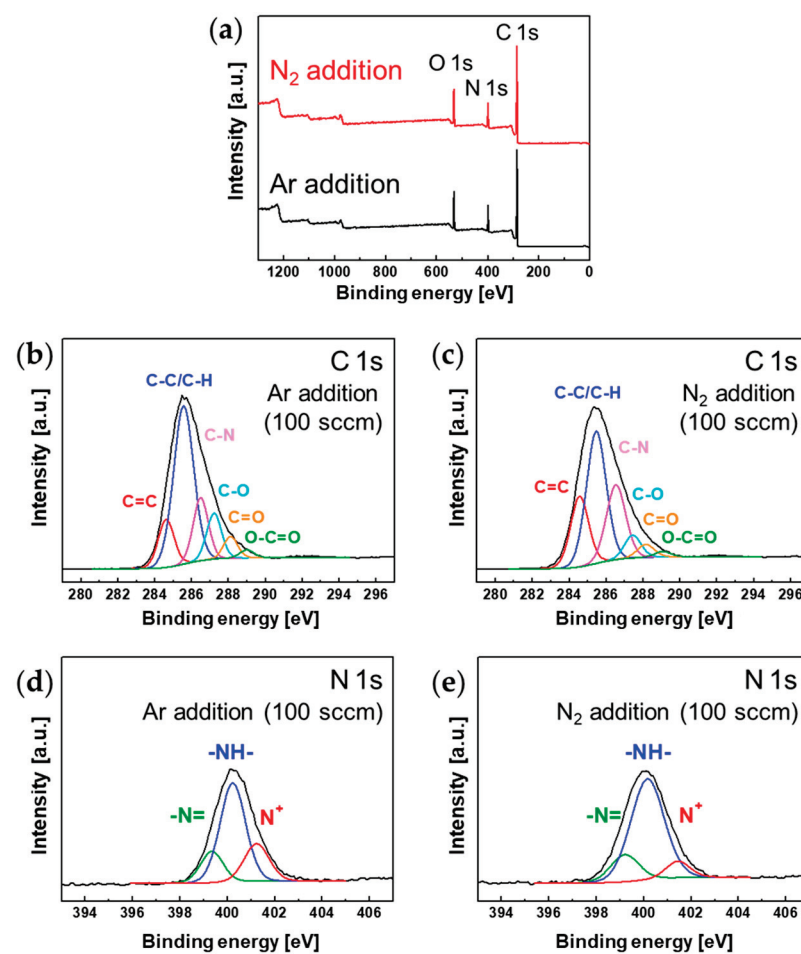 (a)
C 1s
O 1s
N 1s
N₂ addition
Ar addition
Intensity [a.u.]
1200 1000 800 600 400 200 0
Binding energy [eV]
(b)
C 1s
Ar addition
(100 sccm)
C-C/C-H
C-N
C=C
C-O
C=O
O-C=O
Intensity [a.u.]
280 282 284 286 288 290 292 294 296
Binding energy [eV]
(c)
C 1s
N₂ addition
(100 sccm)
C-C/C-H
C-N
C=C
C-O
C=O
O-C=O
Intensity [a.u.]
280 282 284 286 288 290 292 294 296
Binding energy [eV]
(d)
N 1s
Ar addition (100 sccm)
-NH-
-N=
N⁺
Intensity [a.u.]
394 396 398 400 402 404 406
Binding energy [eV]
(e)
N 1s
N₂ addition (100 sccm)
-NH-
-N=
N⁺
Intensity [a.u.]
394 396 398 400 402 404 406
Binding energy [eV]